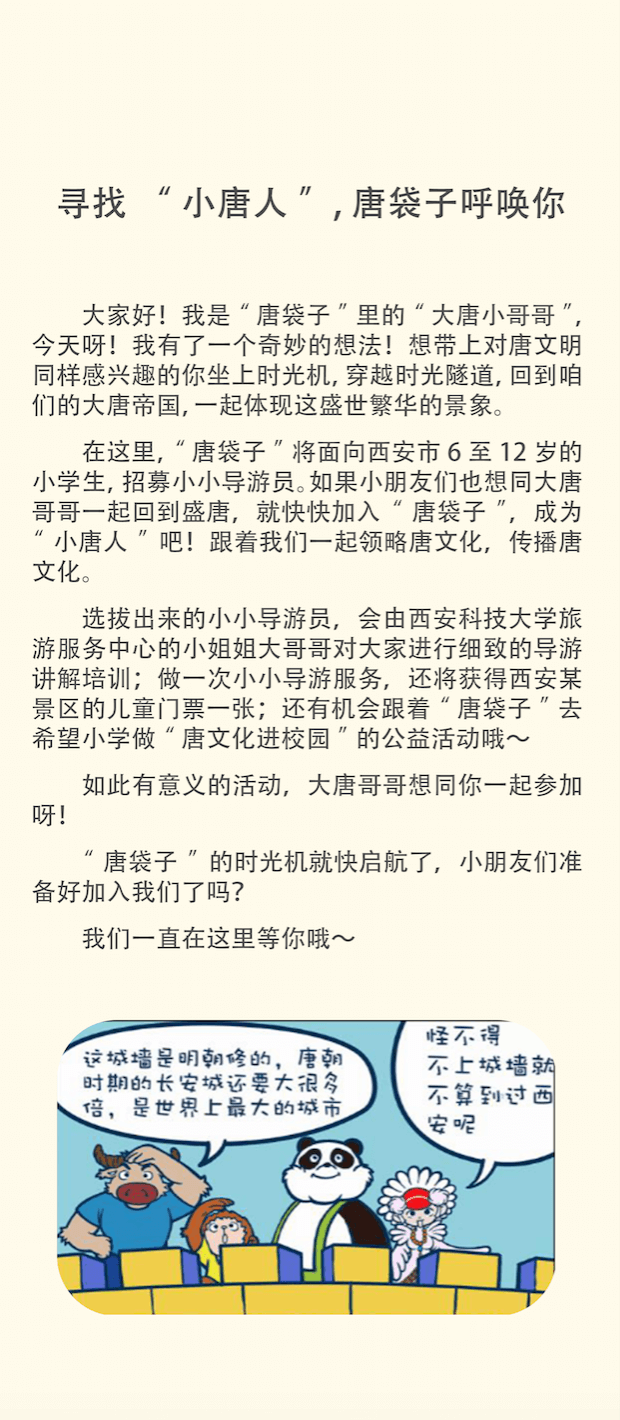 寻找 “小唐人”，唐袋子呼唤你
大家好！我是“唐袋子”里的“大唐小哥哥”，
今天呀！我有了一个奇妙的想法！想带上对唐文明
同样感兴趣的你坐上时光机，穿越时光隧道，回到咱
们的大唐帝国，一起体现这盛世繁华的景象。
在这里，“唐袋子”将面向西安市 6 至 12 岁的
小学生，招募小小导游员。如果小朋友们也想同大唐
哥哥一起回到盛唐，就快快加入“唐袋子”，成为
“小唐人”吧！跟着我们一起领略唐文化，传播唐
文化。
选拔出来的小小导游员，会由西安科技大学旅
游服务中心的小姐姐大哥哥对大家进行细致的导游
讲解培训；做一次小小导游服务，还将获得西安某
景区的儿童门票一张；还有机会跟着“唐袋子”去
希望小学做“唐文化进校园”的公益活动哦～
如此有意义的活动，大唐哥哥想同你一起参加
呀！
“唐袋子”的时光机就快启航了，小朋友们准
备好加入我们了吗？
我们一直在这里等你哦～
这城墙是明朝修的，唐朝
时期的长安城还要大很多
倍，是世界上最大的城市
怪不得
不上城墙就
不算到过西
安呢